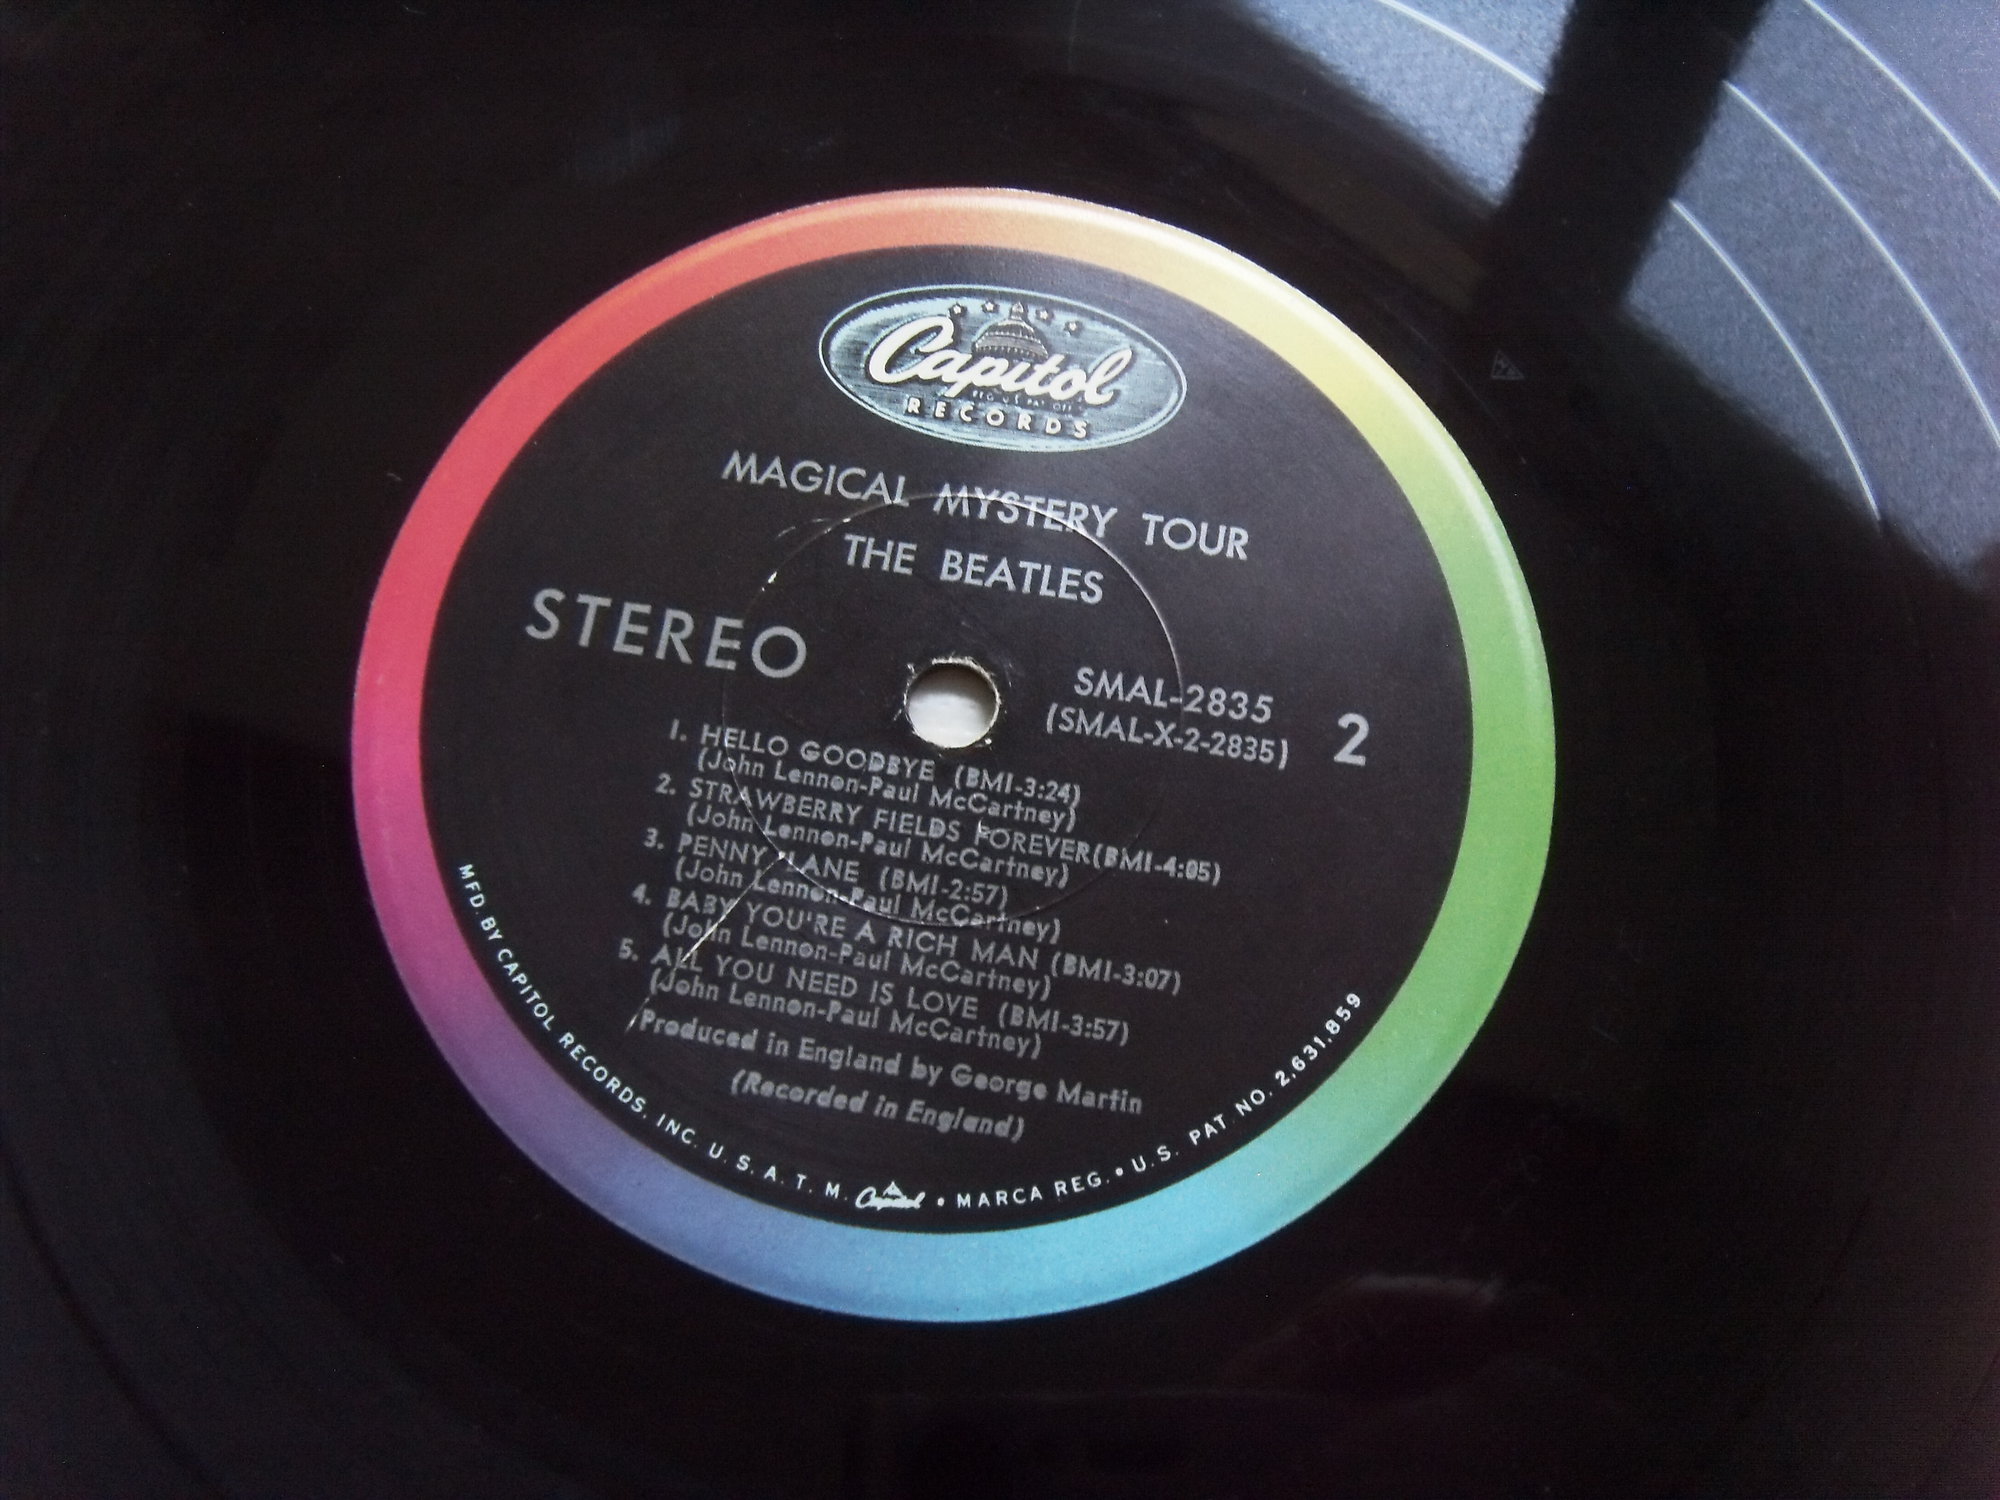 Capitol
REG. U.S. PAT. OFF.
RECORDS
MAGICAL MYSTERY TOUR
THE BEATLES
STEREO
SMAL-2835
(SMAL-X-2-2835)
2
1. HELLO GOODBYE (BMI-3:24)
(John Lennon-Paul McCartney)
2. STRAWBERRY FIELDS FOREVER(BMI-4:05)
(John Lennon-Paul McCartney)
3. PENNY LANE (BMI-2:57)
(John Lennon-Paul McCartney)
4. BABY YOU'RE A RICH MAN (BMI-3:07)
(John Lennon-Paul McCartney)
5. ALL YOU NEED IS LOVE (BMI-3:57)
(John Lennon-Paul McCartney)
Produced in England by George Martin
(Recorded in England)
MFD. BY CAPITOL RECORDS, INC. U. S. A. T. M. Capitol • MARCA REG. • U.S. PAT. NO. 2,631,859